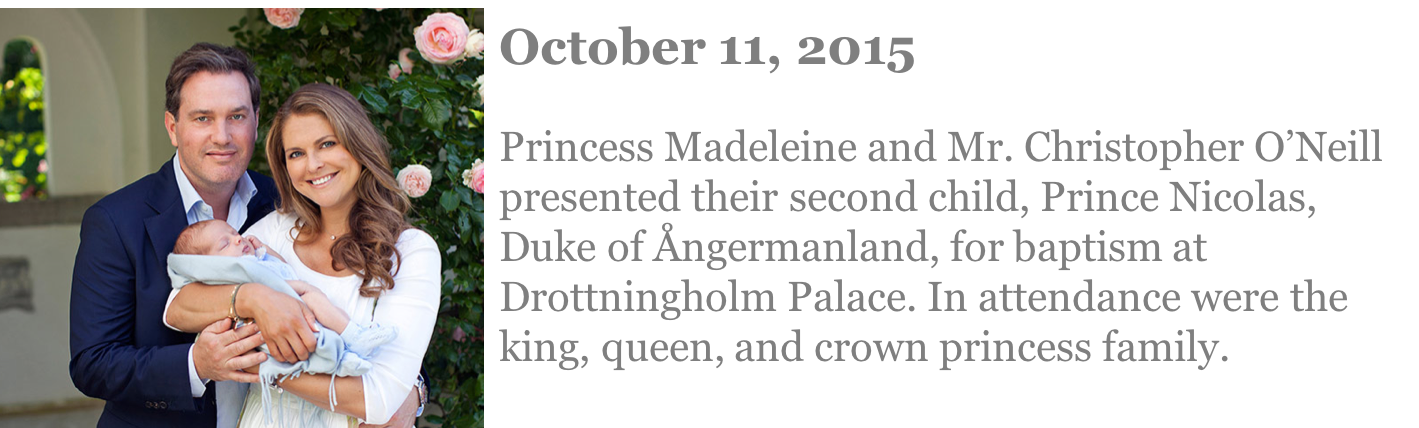 October 11, 2015
Princess Madeleine and Mr. Christopher O’Neill
presented their second child, Prince Nicolas,
Duke of Ångermanland, for baptism at
Drottningholm Palace. In attendance were the
king, queen, and crown princess family.